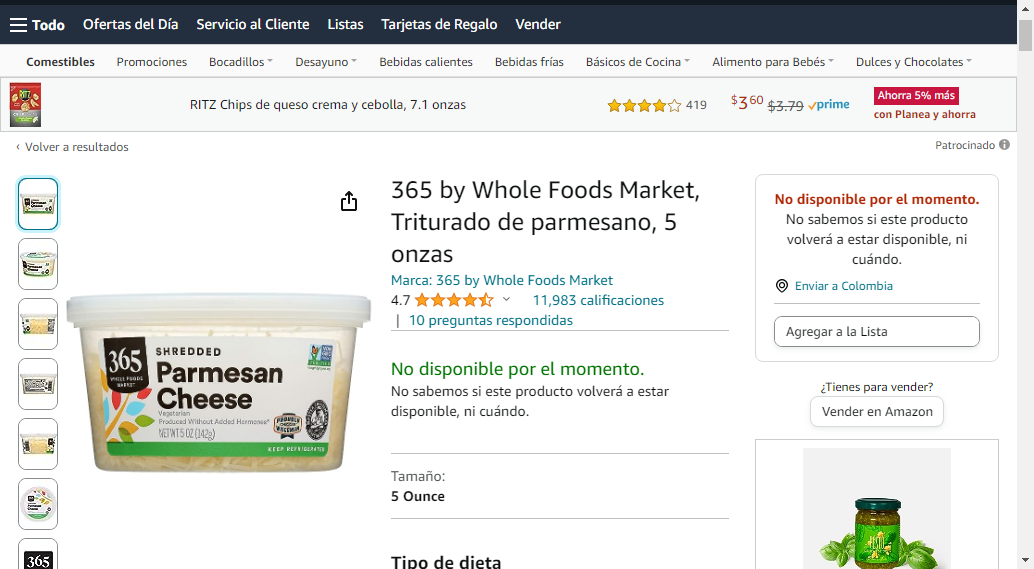 Todo Ofertas del Día Servicio al Cliente Listas Tarjetas de Regalo Vender
Comestibles Promociones Bocadillos Desayuno Bebidas calientes Bebidas frías Básicos de Cocina Alimento para Bebés Dulces y Chocolates
RITZ Chips de queso crema y cebolla, 7.1 onzas 419 $3.60 $3.79 prime
Ahorra 5% más
con Planea y ahorra
‹ Volver a resultados
Patrocinado
365 by Whole Foods Market,
Triturado de parmesano, 5
onzas
Marca: 365 by Whole Foods Market
4.7 11,983 calificaciones
| 10 preguntas respondidas
No disponible por el momento.
No sabemos si este producto volverá a estar
disponible, ni cuándo.
Tamaño:
5 Ounce
Tipo de dieta
365
WHOLE FOODS
MARKET
SHREDDED
Parmesan
Cheese
Vegetarian
Produced Without Added Hormones*
NET WT 5 OZ (142g)
KEEP REFRIGERATED
365
No disponible por el momento.
No sabemos si este producto
volverá a estar disponible, ni
cuándo.
Enviar a Colombia
Agregar a la Lista
¿Tienes para vender?
Vender en Amazon